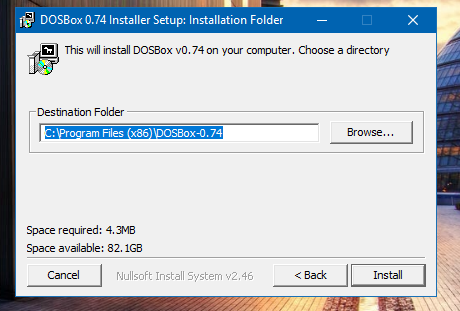 DOSBox 0.74 Installer Setup: Installation Folder
This will install DOSBox v0.74 on your computer. Choose a directory
Destination Folder
C:\Program Files (x86)\DOSBox-0.74
Browse...
Space required: 4.3MB
Space available: 82.1GB
Cancel
Nullsoft Install System v2.46
< Back
Install